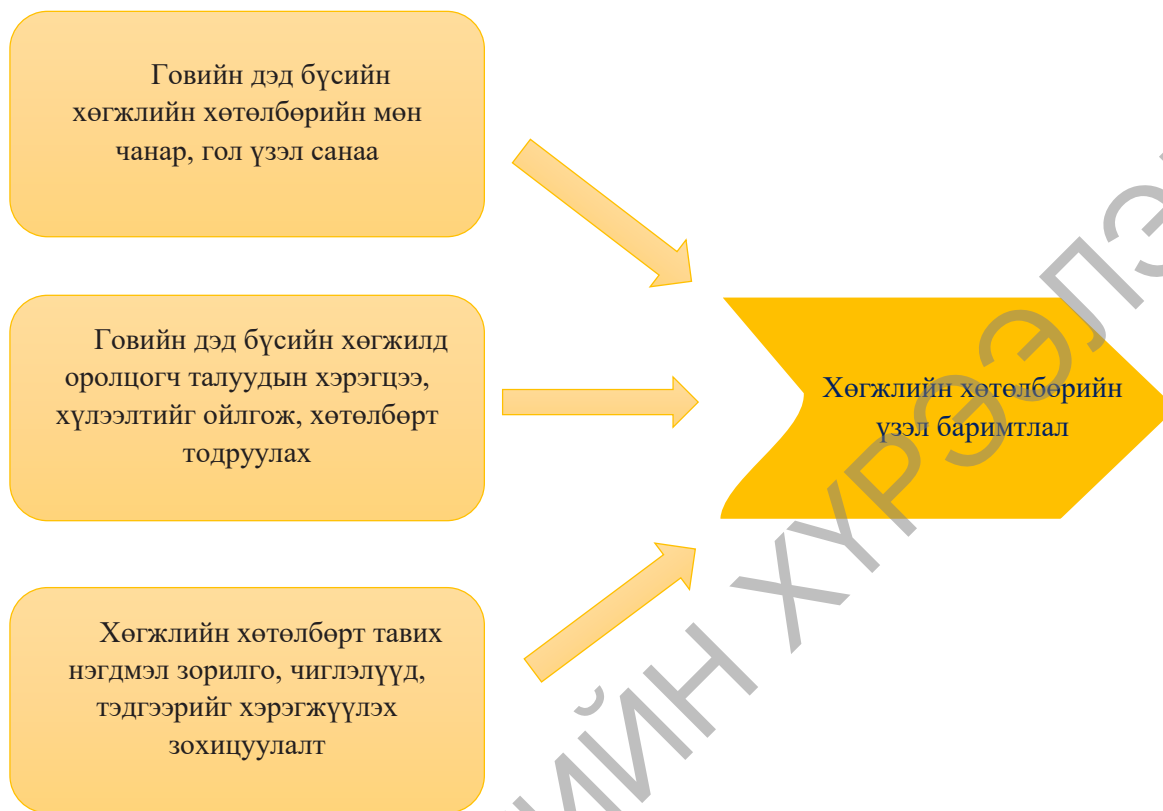 Говийн дэд бүсийн
хөгжлийн хөтөлбөрийн мөн
чанар, гол үзэл санаа
Говийн дэд бүсийн хөгжилд
оролцогч талуудын хэрэгцээ,
хүлээлтийг ойлгож, хөтөлбөрт
тодруулах
Хөгжлийн хөтөлбөрт тавих
нэгдмэл зорилго, чиглэлүүд,
тэдгээрийг хэрэгжүүлэх
зохицуулалт
Хөгжлийн хөтөлбөрийн
үзэл баримтлал